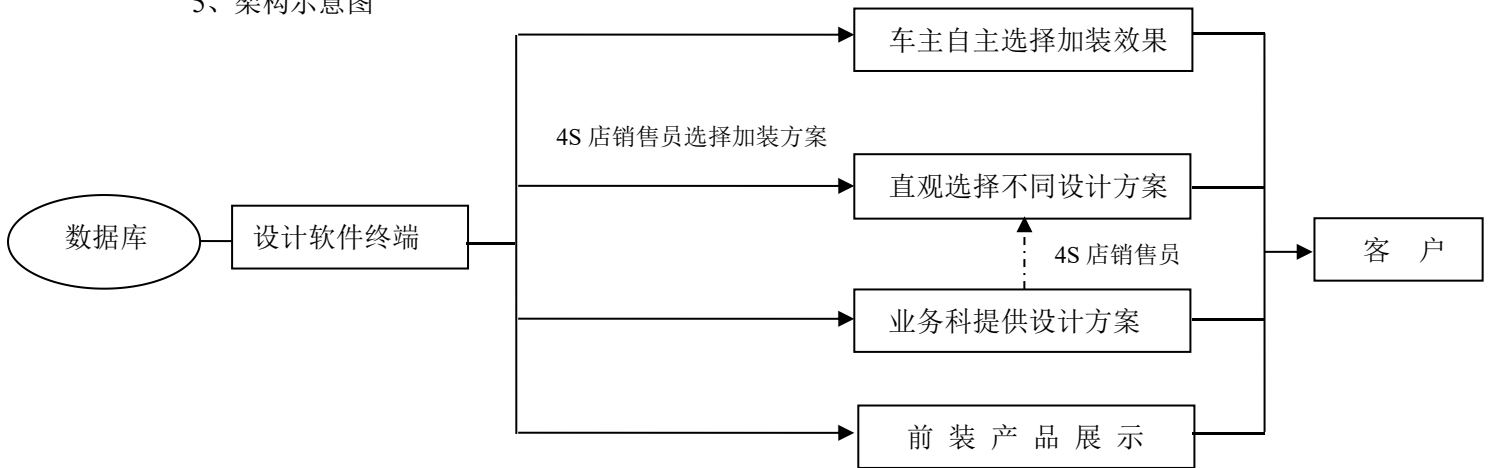 5、架构示意图
车主自主选择加装效果
4S 店销售员选择加装方案
直观选择不同设计方案
数据库
设计软件终端
4S 店销售员
客 户
业务科提供设计方案
前 装 产 品 展 示